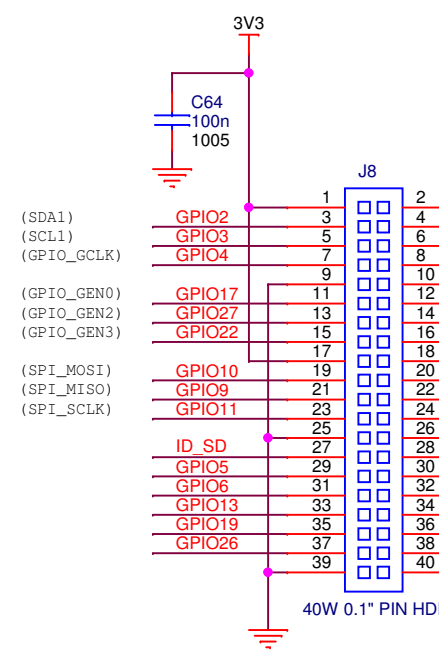 3V3
C64
100n
1005
J8
1 2
(SDA1) GPIO2 3 4
(SCL1) GPIO3 5 6
(GPIO_GCLK) GPIO4 7 8
9 10
(GPIO_GEN0) GPIO17 11 12
(GPIO_GEN2) GPIO27 13 14
(GPIO_GEN3) GPIO22 15 16
17 18
(SPI_MOSI) GPIO10 19 20
(SPI_MISO) GPIO9 21 22
(SPI_SCLK) GPIO11 23 24
25 26
ID_SD 27 28
GPIO5 29 30
GPIO6 31 32
GPIO13 33 34
GPIO19 35 36
GPIO26 37 38
39 40
40W 0.1" PIN